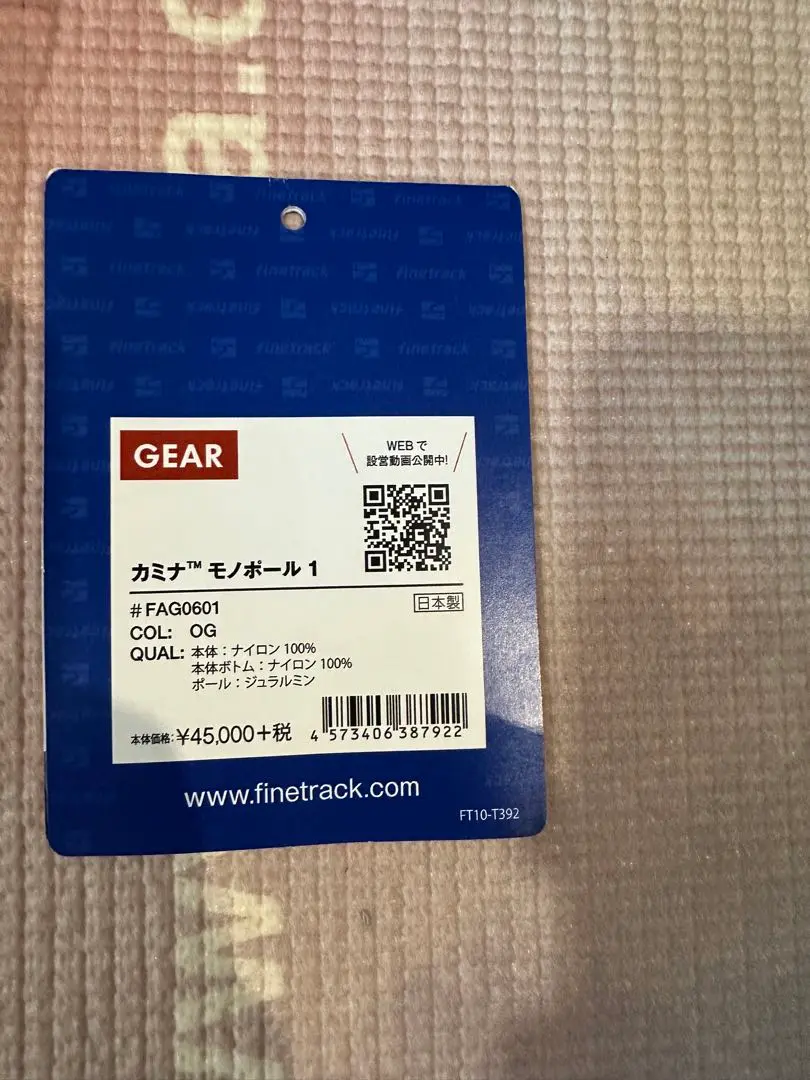 a.c
finetrack
GEAR
WEBで
設営動画公開中!
カミナ™ モノポール 1
#FAG0601
日本製
COL: OG
QUAL: 本体:ナイロン 100%
本体ボトム:ナイロン 100%
ポール:ジュラルミン
本体価格:¥45,000+税
4 573406 387922
www.finetrack.com
FT10-T392
w